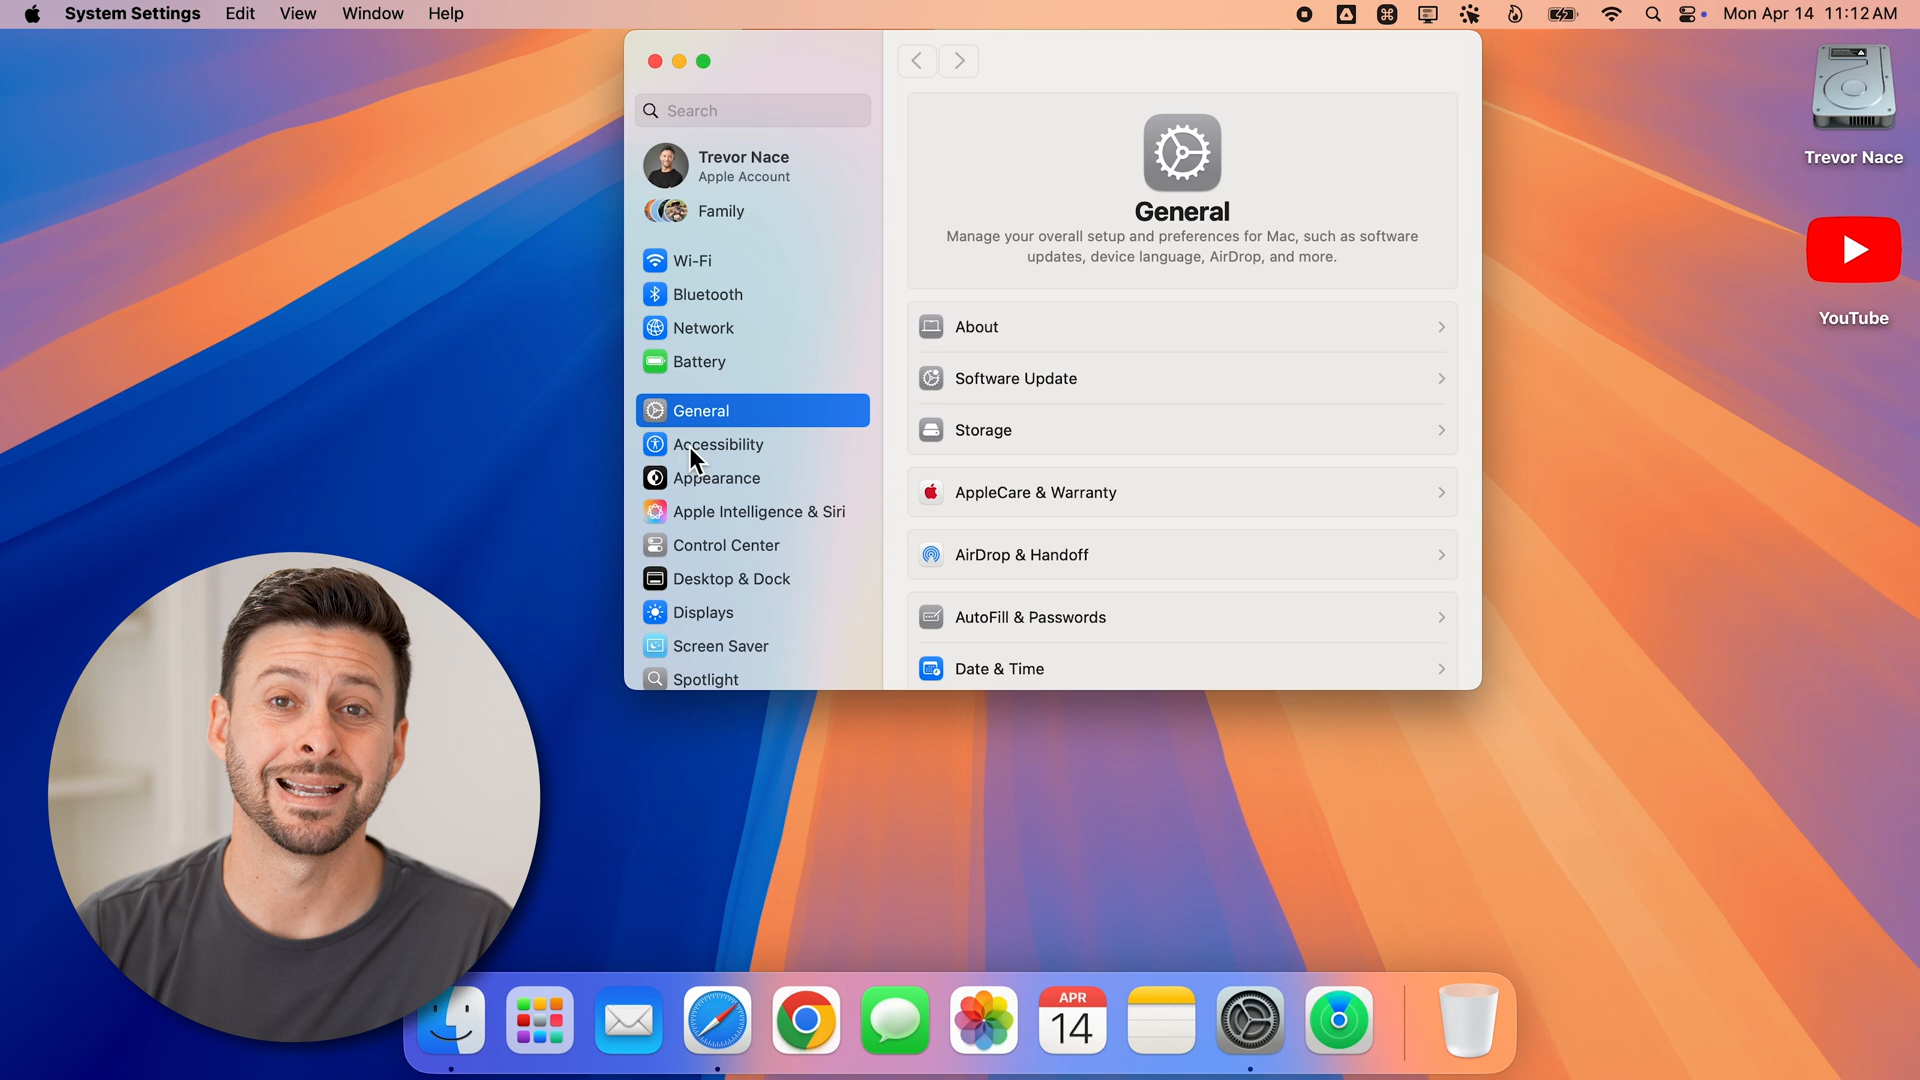 System Settings Edit View Window Help
Mon Apr 14 11:12 AM
Search
Trevor Nace
Apple Account
Family
Wi-Fi
Bluetooth
Network
Battery
General
Accessibility
Appearance
Apple Intelligence & Siri
Control Center
Desktop & Dock
Displays
Screen Saver
Spotlight
General
Manage your overall setup and preferences for Mac, such as software
updates, device language, AirDrop, and more.
About
Software Update
Storage
AppleCare & Warranty
AirDrop & Handoff
AutoFill & Passwords
Date & Time
Trevor Nace
YouTube
APR
14